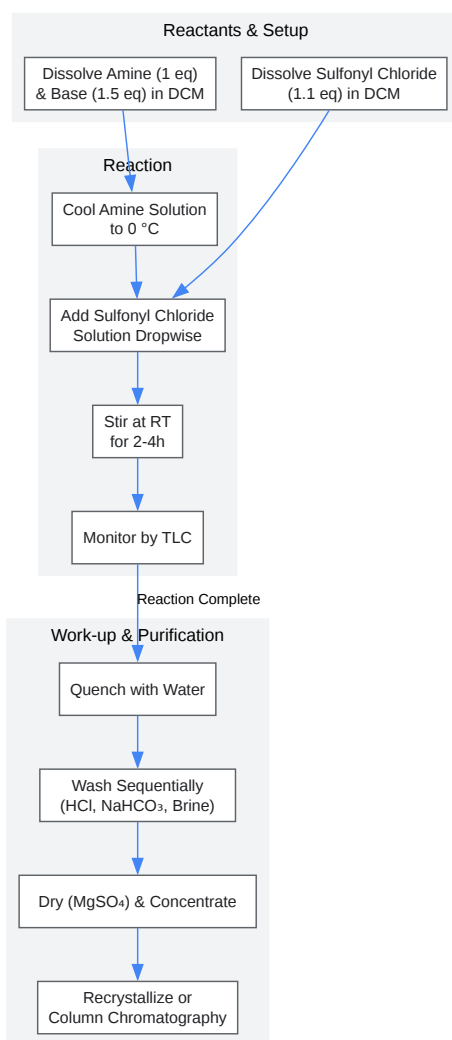 Reactants & Setup
Dissolve Amine (1 eq)
& Base (1.5 eq) in DCM
Dissolve Sulfonyl Chloride
(1.1 eq) in DCM
Reaction
Cool Amine Solution
to 0 °C
Add Sulfonyl Chloride
Solution Dropwise
Stir at RT
for 2-4h
Monitor by TLC
Reaction Complete
Work-up & Purification
Quench with Water
Wash Sequentially
(HCl, NaHCO₃, Brine)
Dry (MgSO₄) & Concentrate
Recrystallize or
Column Chromatography